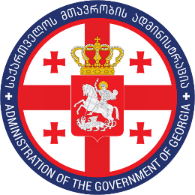 საქართველოს მთავრობის ადმინისტრაცია
ADMINISTRATION OF THE GOVERNMENT OF GEORGIA